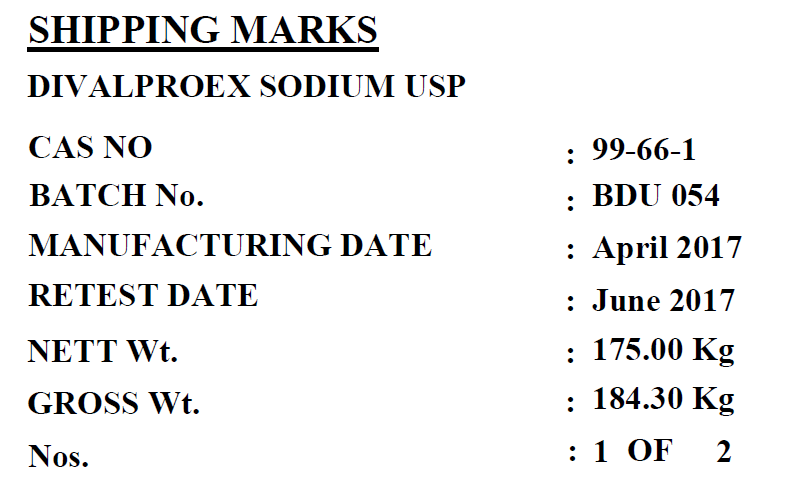 SHIPPING MARKS
DIVALPROEX SODIUM USP
CAS NO : 99-66-1
BATCH No. : BDU 054
MANUFACTURING DATE : April 2017
RETEST DATE : June 2017
NETT Wt. : 175.00 Kg
GROSS Wt. : 184.30 Kg
Nos. : 1 OF 2